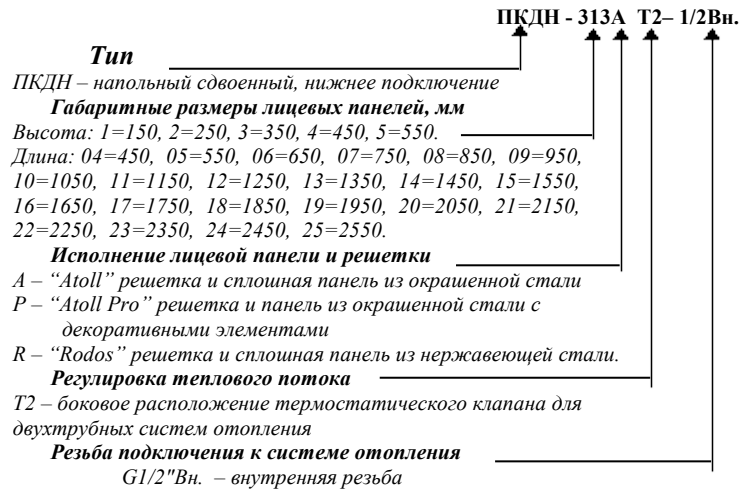 ПКДН - 313А Т2– 1/2Вн.
Тип
ПКДН – напольный сдвоенный, нижнее подключение
Габаритные размеры лицевых панелей, мм
Высота: 1=150, 2=250, 3=350, 4=450, 5=550.
Длина: 04=450, 05=550, 06=650, 07=750, 08=850, 09=950,
10=1050, 11=1150, 12=1250, 13=1350, 14=1450, 15=1550,
16=1650, 17=1750, 18=1850, 19=1950, 20=2050, 21=2150,
22=2250, 23=2350, 24=2450, 25=2550.
Исполнение лицевой панели и решетки
А – “Atoll” решетка и сплошная панель из окрашенной стали
P – “Atoll Pro” решетка и панель из окрашенной стали с
декоративными элементами
R – “Rodos” решетка и сплошная панель из нержавеющей стали.
Регулировка теплового потока
Т2 – боковое расположение термостатического клапана для
двухтрубных систем отопления
Резьба подключения к системе отопления
G1/2"Вн. – внутренняя резьба